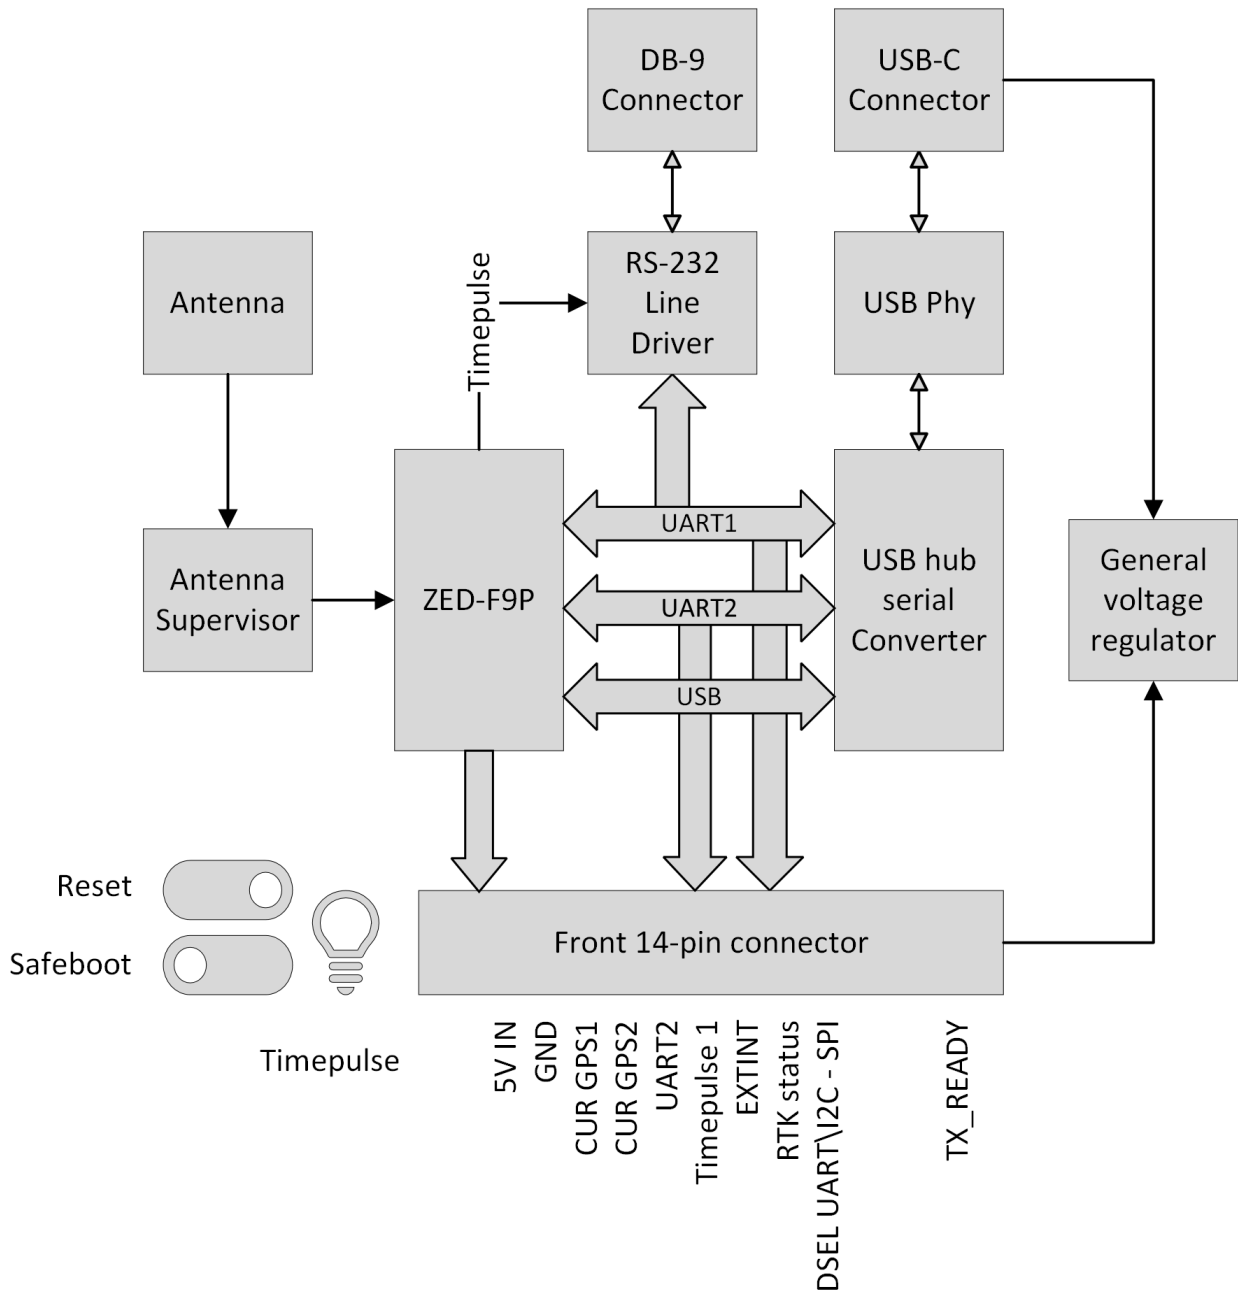 DB-9
Connector
USB-C
Connector
Antenna
Timepulse
RS-232
Line
Driver
USB Phy
Antenna
Supervisor
ZED-F9P
UART1
UART2
USB
USB hub
serial
Converter
General
voltage
regulator
Reset
Safeboot
Timepulse
Front 14-pin connector
5V IN
GND
CUR GPS1
CUR GPS2
UART2
Timepulse 1
EXTINT
RTK status
DSEL UART\I2C - SPI
TX_READY